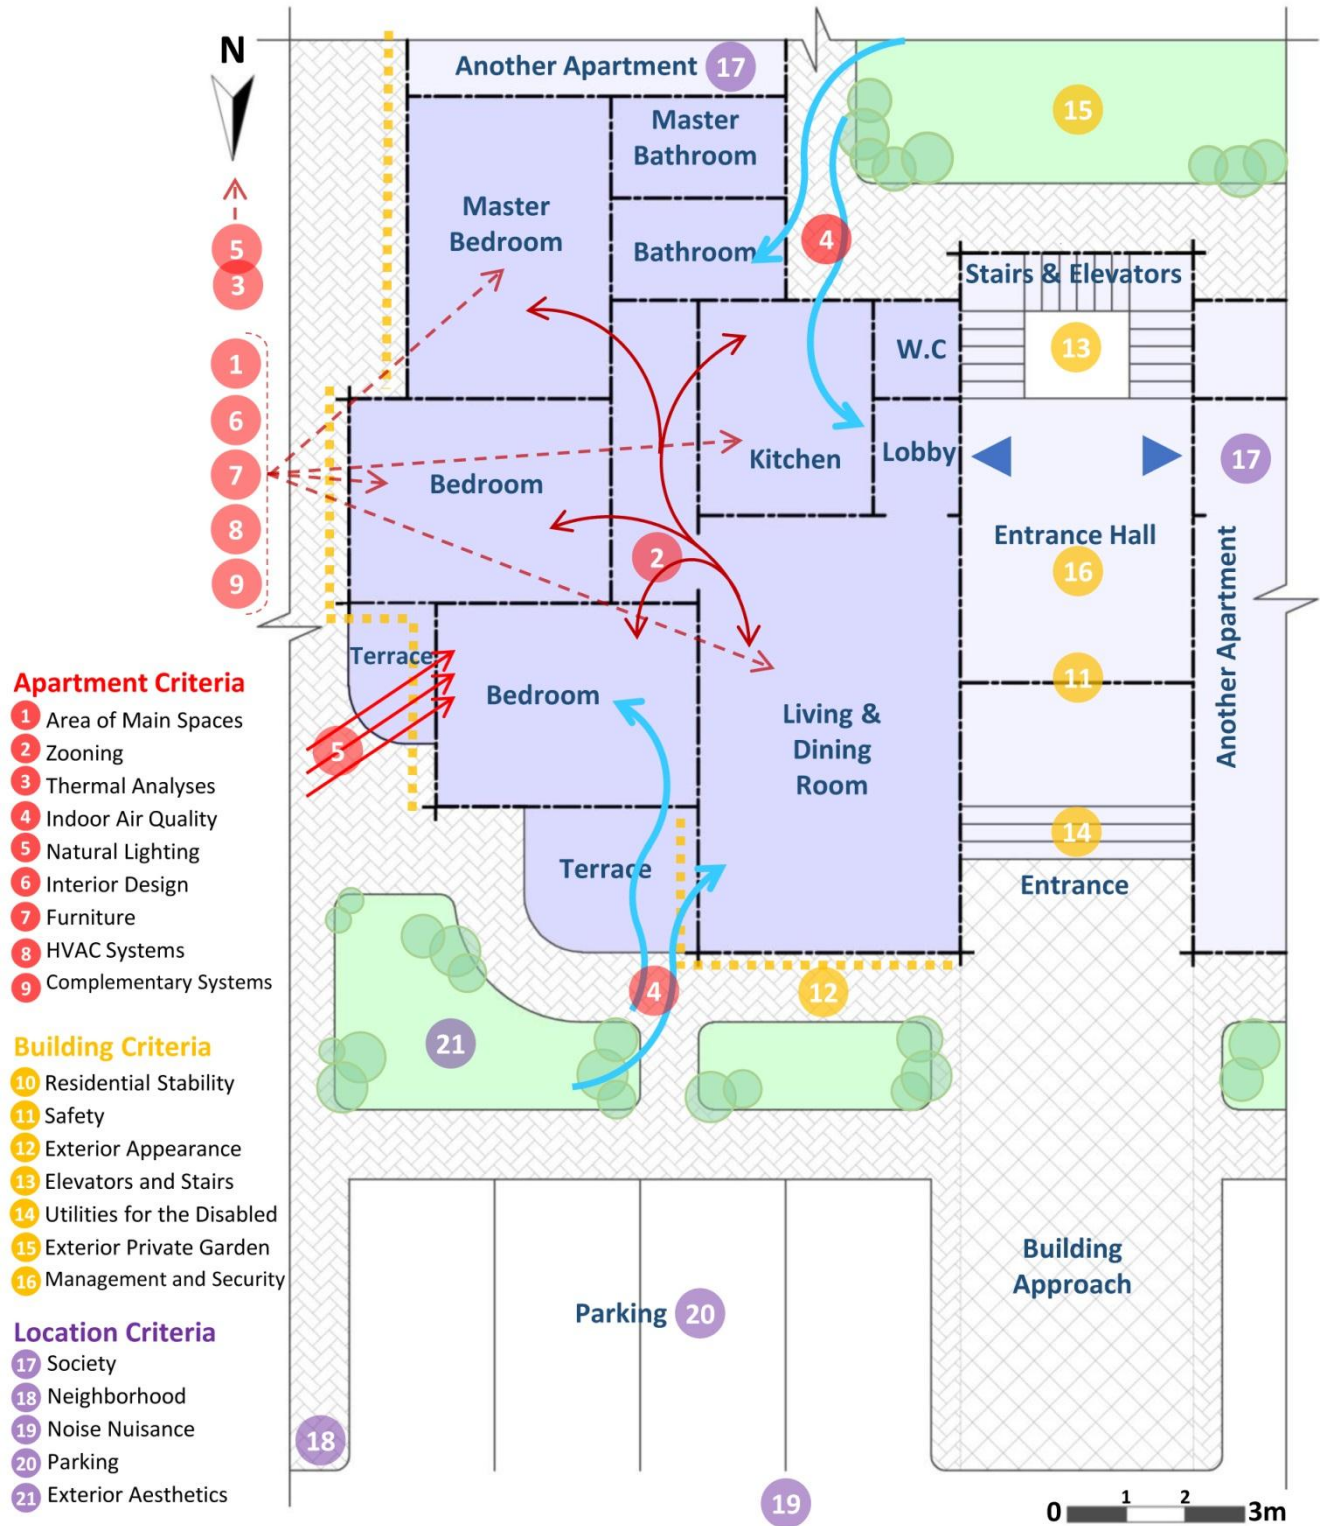 N
Another Apartment 17
15
Master
Bathroom
Master
Bedroom
Bathroom
4
5
3
Stairs & Elevators
1
W.C
13
6
7
Bedroom
Kitchen
Lobby
17
8
Entrance Hall
2
16
9
Another Apartment
Terrace
11
Bedroom
Living &
Dining
Room
5
14
Terrace
Entrance
4
12
21
Building
Approach
Parking 20
18
19
0 1 2 3m
Apartment Criteria
1 Area of Main Spaces
2 Zooning
3 Thermal Analyses
4 Indoor Air Quality
5 Natural Lighting
6 Interior Design
7 Furniture
8 HVAC Systems
9 Complementary Systems
Building Criteria
10 Residential Stability
11 Safety
12 Exterior Appearance
13 Elevators and Stairs
14 Utilities for the Disabled
15 Exterior Private Garden
16 Management and Security
Location Criteria
17 Society
18 Neighborhood
19 Noise Nuisance
20 Parking
21 Exterior Aesthetics